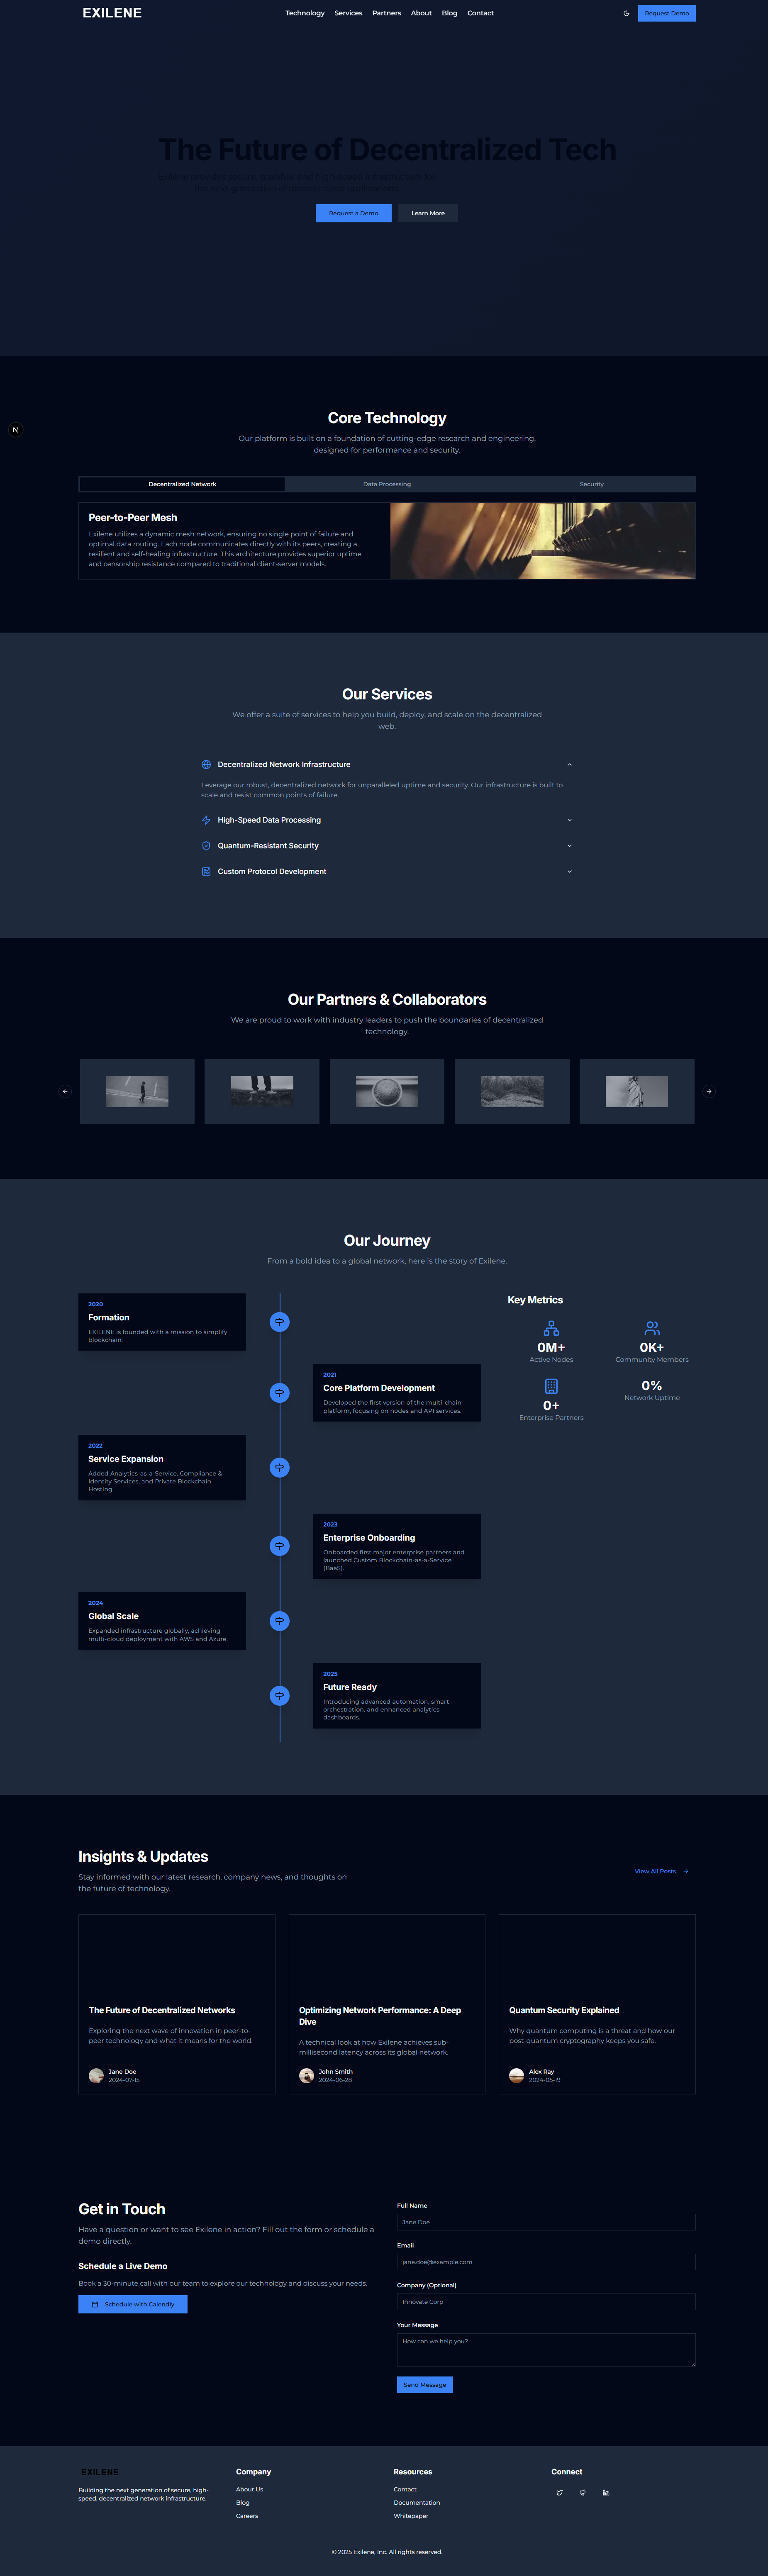 EXILENE
Technology Services Partners About Blog Contact
Request Demo
The Future of Decentralized Tech
Request a Demo
Learn More
N
Core Technology
Our platform is built on a foundation of cutting-edge research and engineering,
designed for performance and security.
Decentralized Network
Data Processing
Security
Peer-to-Peer Mesh
Exilene utilizes a dynamic mesh network, ensuring no single point of failure and
optimal data routing. Each node communicates directly with its peers, creating a
resilient and self-healing infrastructure. This architecture provides superior uptime
and censorship resistance compared to traditional client-server models.
Our Services
We offer a suite of services to help you build, deploy, and scale on the decentralized
web.
Decentralized Network Infrastructure
Leverage our robust, decentralized network for unparalleled uptime and security. Our infrastructure is built to
scale and resist common points of failure.
High-Speed Data Processing
Quantum-Resistant Security
Custom Protocol Development
Our Partners & Collaborators
We are proud to work with industry leaders to push the boundaries of decentralized
technology.
Our Journey
From a bold idea to a global network, here is the story of Exilene.
2020
Formation
EXILENE is founded with a mission to simplify
blockchain.
2021
Core Platform Development
Developed the first version of the multi-chain
platform, focusing on nodes and API services.
2022
Service Expansion
Added Analytics-as-a-Service, Compliance &
Identity Services, and Private Blockchain
Hosting.
2023
Enterprise Onboarding
Onboarded first major enterprise partners and
launched Custom Blockchain-as-a-Service
(BaaS).
2024
Global Scale
Expanded infrastructure globally, achieving
multi-cloud deployment with AWS and Azure.
2025
Future Ready
Introducing advanced automation, smart
orchestration, and enhanced analytics
dashboards.
Key Metrics
0M+
Active Nodes
0K+
Community Members
0+
Enterprise Partners
0%
Network Uptime
Insights & Updates
Stay informed with our latest research, company news, and thoughts on
the future of technology.
View All Posts
The Future of Decentralized Networks
Exploring the next wave of innovation in peer-to-
peer technology and what it means for the world.
Jane Doe
2024-07-15
Optimizing Network Performance: A Deep
Dive
A technical look at how Exilene achieves sub-
millisecond latency across its global network.
John Smith
2024-06-28
Quantum Security Explained
Why quantum computing is a threat and how our
post-quantum cryptography keeps you safe.
Alex Ray
2024-05-19
Get in Touch
Have a question or want to see Exilene in action? Fill out the form or schedule a
demo directly.
Schedule a Live Demo
Book a 30-minute call with our team to explore our technology and discuss your needs.
Schedule with Calendly
Full Name
Jane Doe
Email
jane.doe@example.com
Company (Optional)
Innovate Corp
Your Message
How can we help you?
Send Message
EXILENE
Building the next generation of secure, high-
speed, decentralized network infrastructure.
Company
About Us
Blog
Careers
Resources
Contact
Documentation
Whitepaper
Connect
© 2025 Exilene, Inc. All rights reserved.